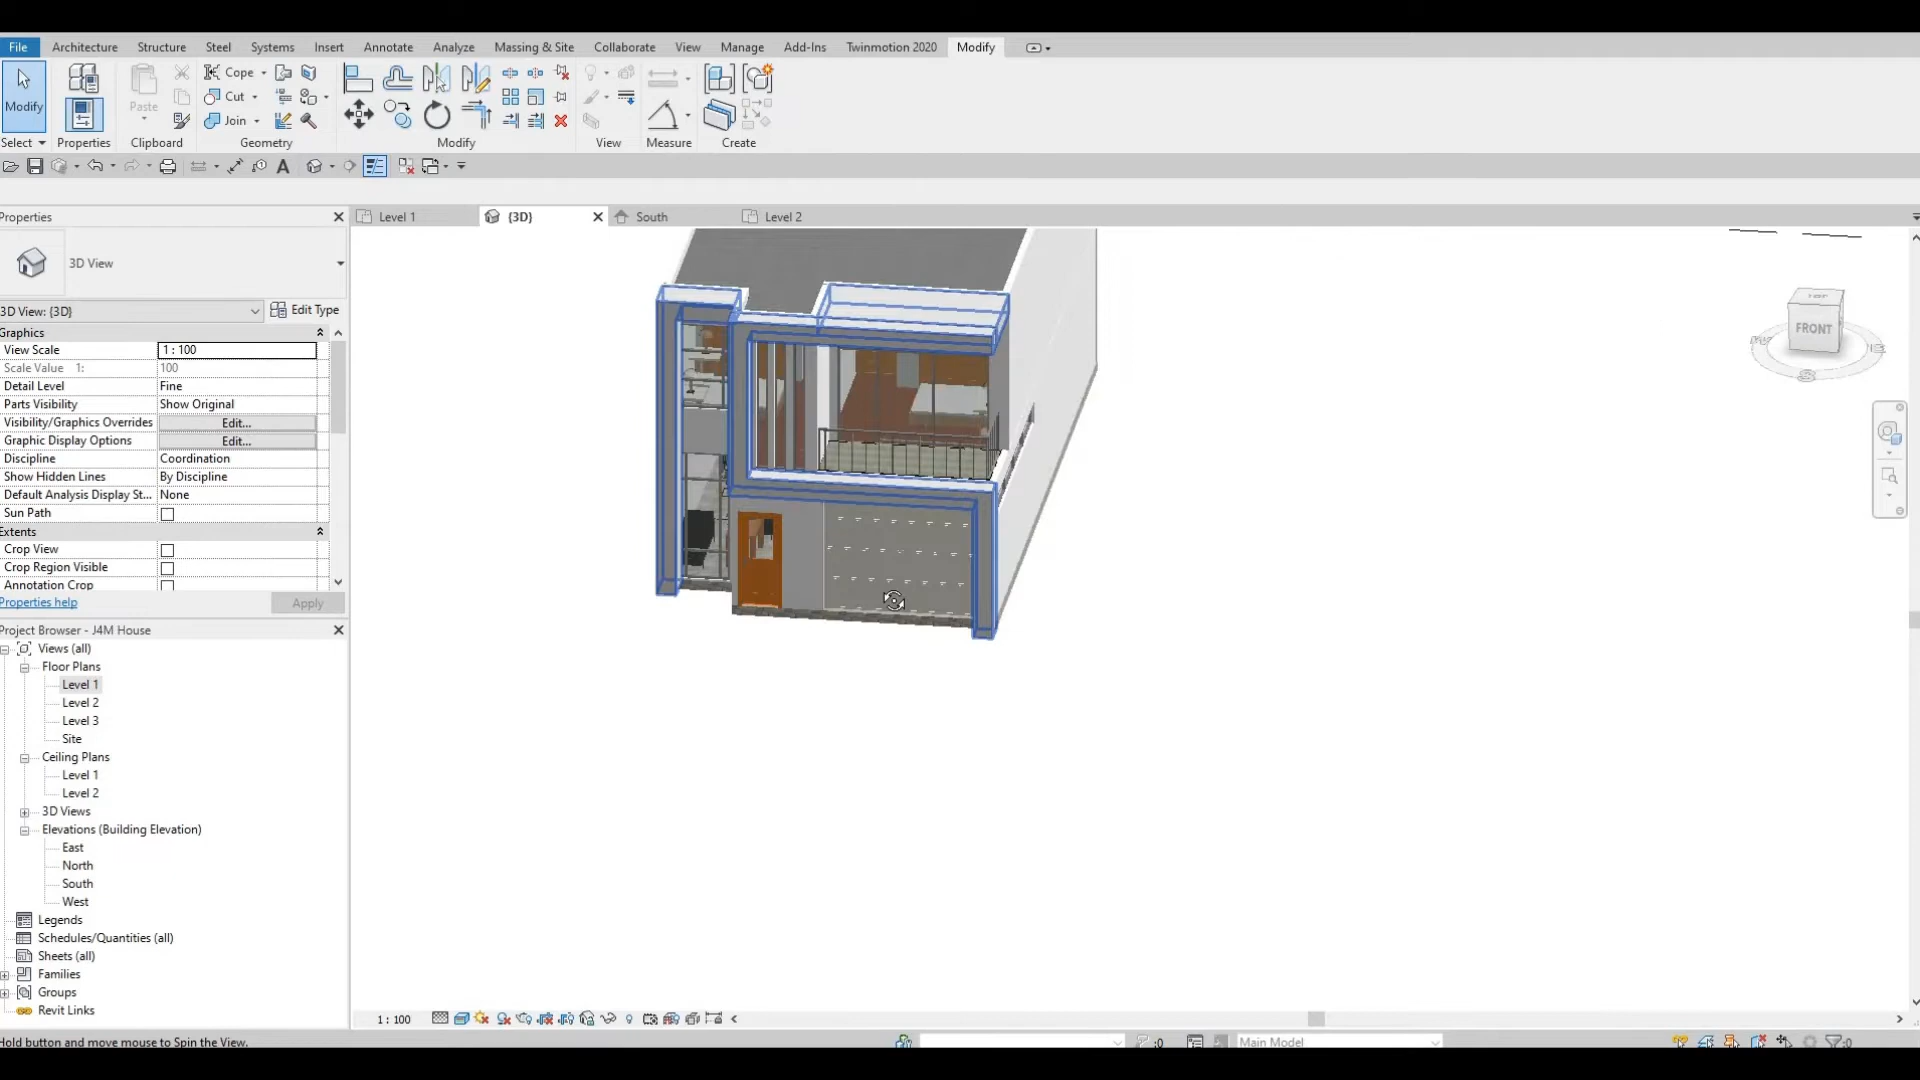 File Architecture Structure Steel Systems Insert Annotate Analyze Massing & Site Collaborate View Manage Add-Ins Twinmotion 2020 Modify
Cope
Modify Paste Cut
Join
Select Properties Clipboard Geometry Modify View Measure Create
A
Properties Level 1 {3D} South Level 2
3D View
3D View: {3D} Edit Type
Graphics
View Scale 1 : 100
Scale Value 1: 100
Detail Level Fine
Parts Visibility Show Original
Visibility/Graphics Overrides Edit...
Graphic Display Options Edit...
Discipline Coordination
Show Hidden Lines By Discipline
Default Analysis Display St... None
Sun Path
Extents
Crop View
Crop Region Visible
Annotation Crop
Properties help Apply
Project Browser - J4M House
Views (all)
Floor Plans
Level 1
Level 2
Level 3
Site
Ceiling Plans
Level 1
Level 2
3D Views
Elevations (Building Elevation)
East
North
South
West
Legends
Schedules/Quantities (all)
Sheets (all)
Families
Groups
Revit Links
TOP
FRONT
S
1 : 100
Hold button and move mouse to Spin the View. :0 Main Model :0